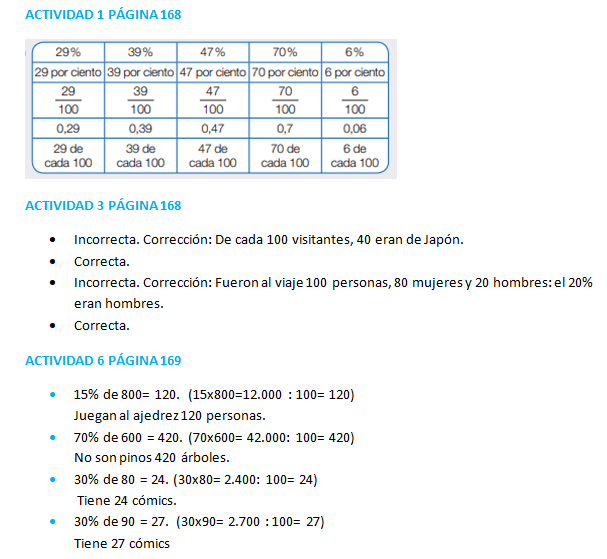 ACTIVIDAD 1 PÁGINA 168
29% 39% 47% 70% 6%
29 por ciento 39 por ciento 47 por ciento 70 por ciento 6 por ciento
29 39 47 70 6
100 100 100 100 100
0,29 0,39 0,47 0,7 0,06
29 de 39 de 47 de 70 de 6 de
cada 100 cada 100 cada 100 cada 100 cada 100
ACTIVIDAD 3 PÁGINA 168
• Incorrecta. Corrección: De cada 100 visitantes, 40 eran de Japón.
• Correcta.
• Incorrecta. Corrección: Fueron al viaje 100 personas, 80 mujeres y 20 hombres: el 20%
eran hombres.
• Correcta.
ACTIVIDAD 6 PÁGINA 169
• 15% de 800= 120. (15x800=12.000 : 100= 120)
Juegan al ajedrez 120 personas.
• 70% de 600 = 420. (70x600= 42.000: 100= 420)
No son pinos 420 árboles.
• 30% de 80 = 24. (30x80= 2.400: 100= 24)
Tiene 24 cómics.
• 30% de 90 = 27. (30x90= 2.700 : 100= 27)
Tiene 27 cómics